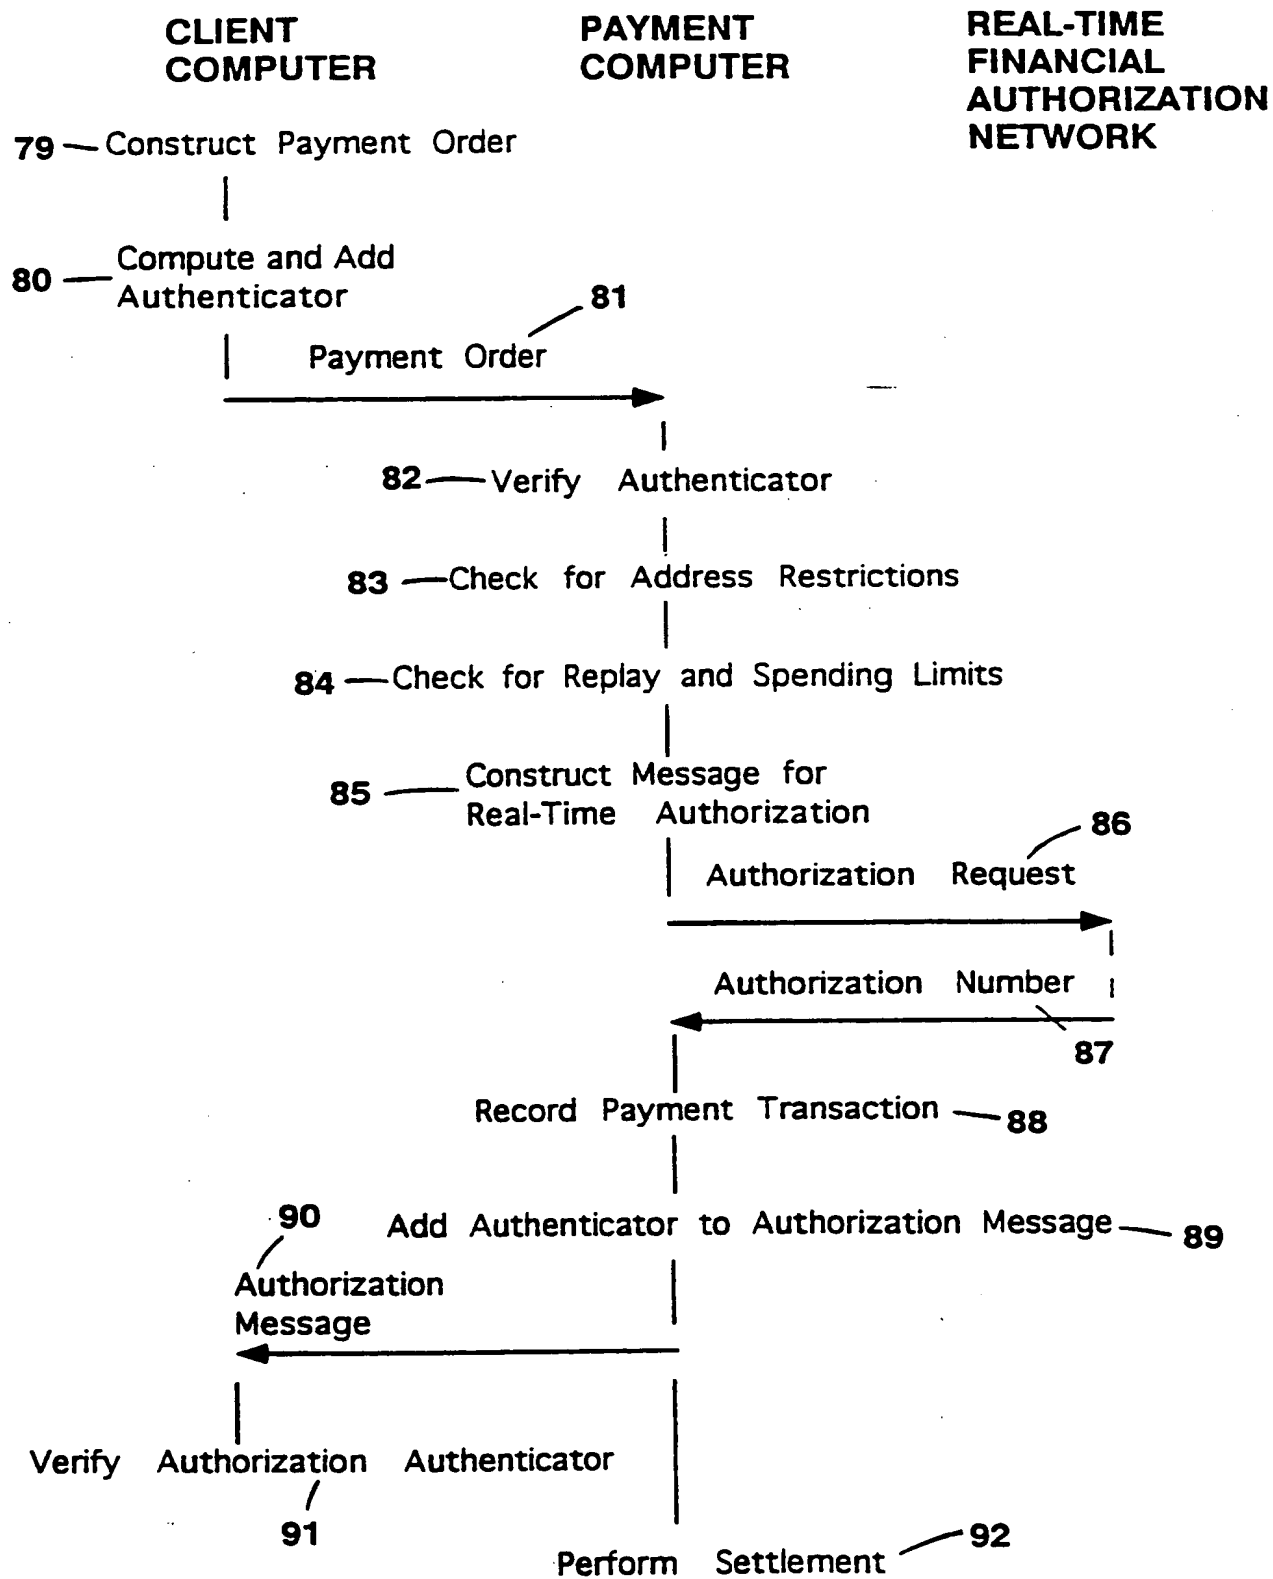 CLIENT
COMPUTER
PAYMENT
COMPUTER
REAL-TIME
FINANCIAL
AUTHORIZATION
NETWORK
79 Construct Payment Order
80 Compute and Add
Authenticator
81
Payment Order
82 Verify Authenticator
83 Check for Address Restrictions
84 Check for Replay and Spending Limits
85 Construct Message for
Real-Time Authorization
86
Authorization Request
Authorization Number
87
Record Payment Transaction 88
90
Add Authenticator to Authorization Message 89
Authorization
Message
Verify Authorization Authenticator
91
92
Perform Settlement